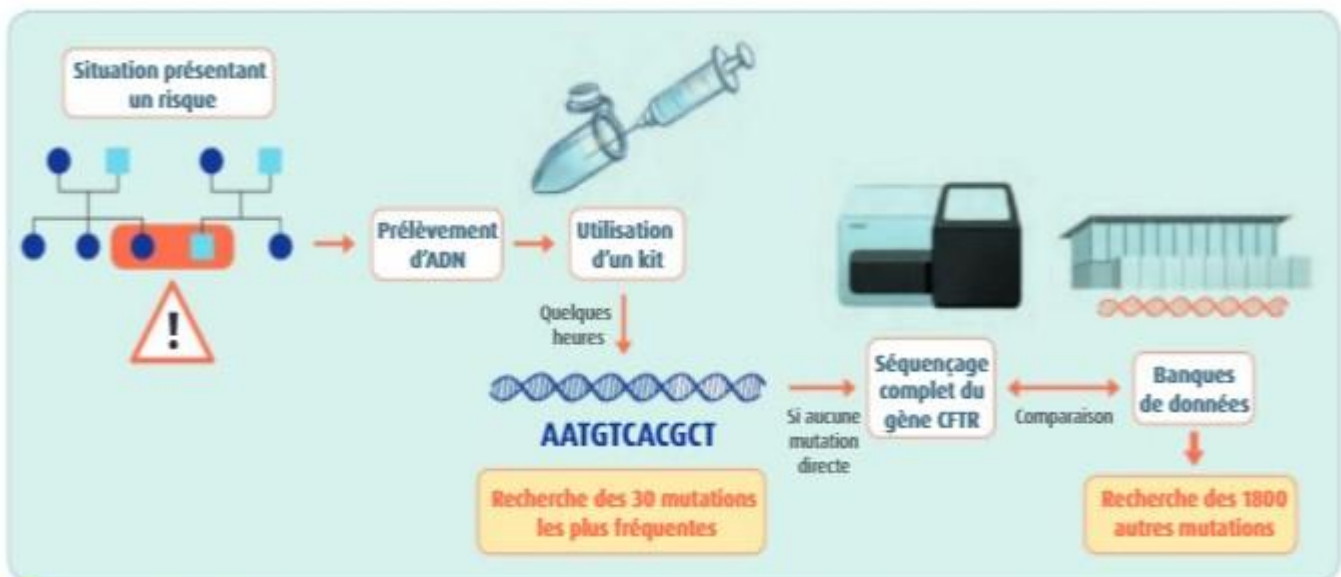 Situation présentant
un risque
!
Prélèvement
d'ADN
Utilisation
d'un kit
Quelques
heures
AATGTCACGCT
Recherche des 30 mutations
les plus fréquentes
Si aucune
mutation
directe
Séquençage
complet du
gène CFTR
Comparaison
Banques
de données
Recherche des 1800
autres mutations